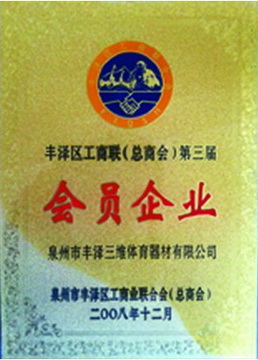 丰泽区工商联(总商会)第三届
会员企业
泉州市丰泽三维体育器材有限公司
泉州市丰泽区工商业联合会(总商会)
二00八年十二月